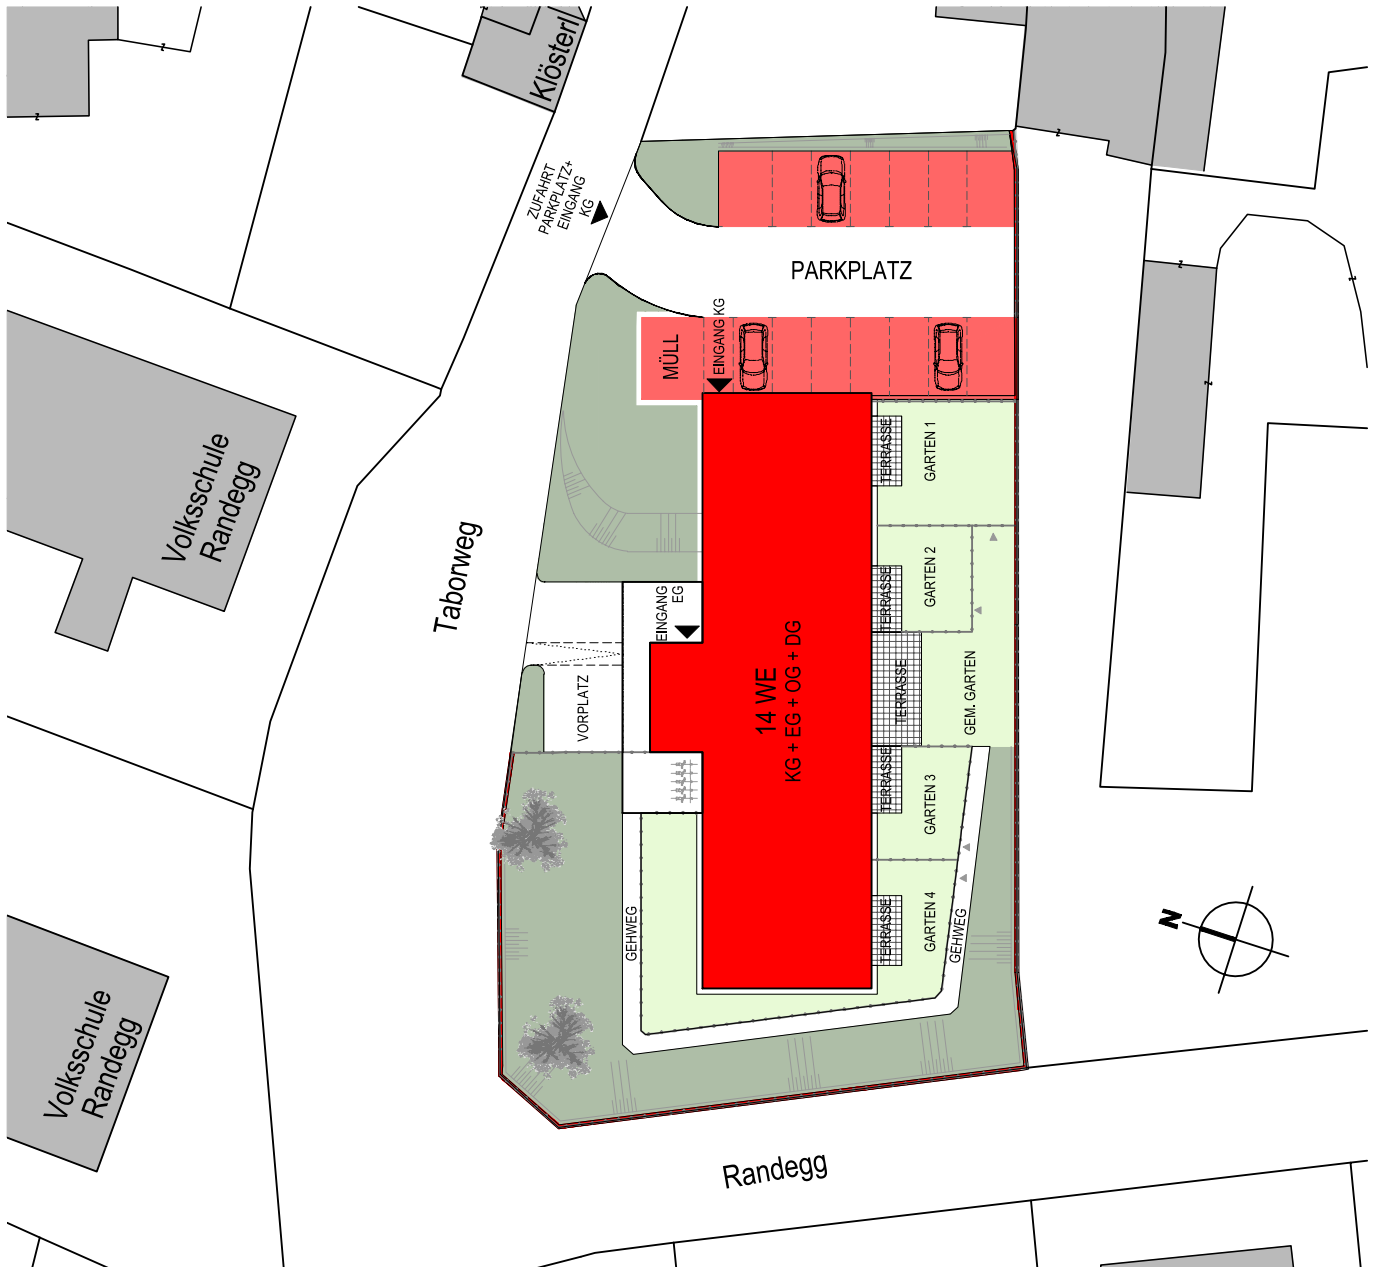 Klösterl
ZUFAHRT
PARKPLATZ+
EINGANG
KG
PARKPLATZ
MÜLL
EINGANG KG
Volksschule
Randegg
Taborweg
TERRASSE
GARTEN 1
EINGANG
EG
TERRASSE
GARTEN 2
VORPLATZ
14 WE
KG + EG + OG + DG
TERRASSE
GEM. GARTEN
TERRASSE
GARTEN 3
GEHWEG
TERRASSE
GARTEN 4
GEHWEG
N
Volksschule
Randegg
Randegg